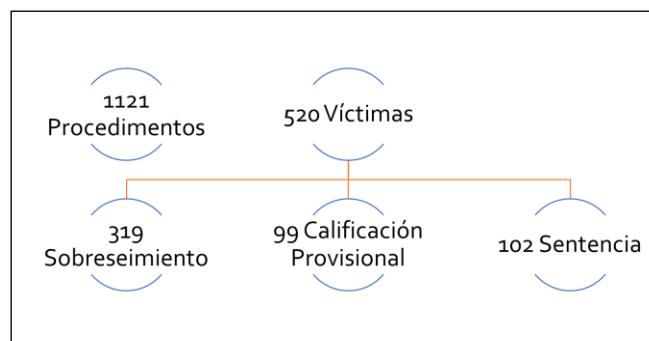 1121
Procedimentos
520 Víctimas
319
Sobreseimiento
99 Calificación
Provisional
102 Sentencia